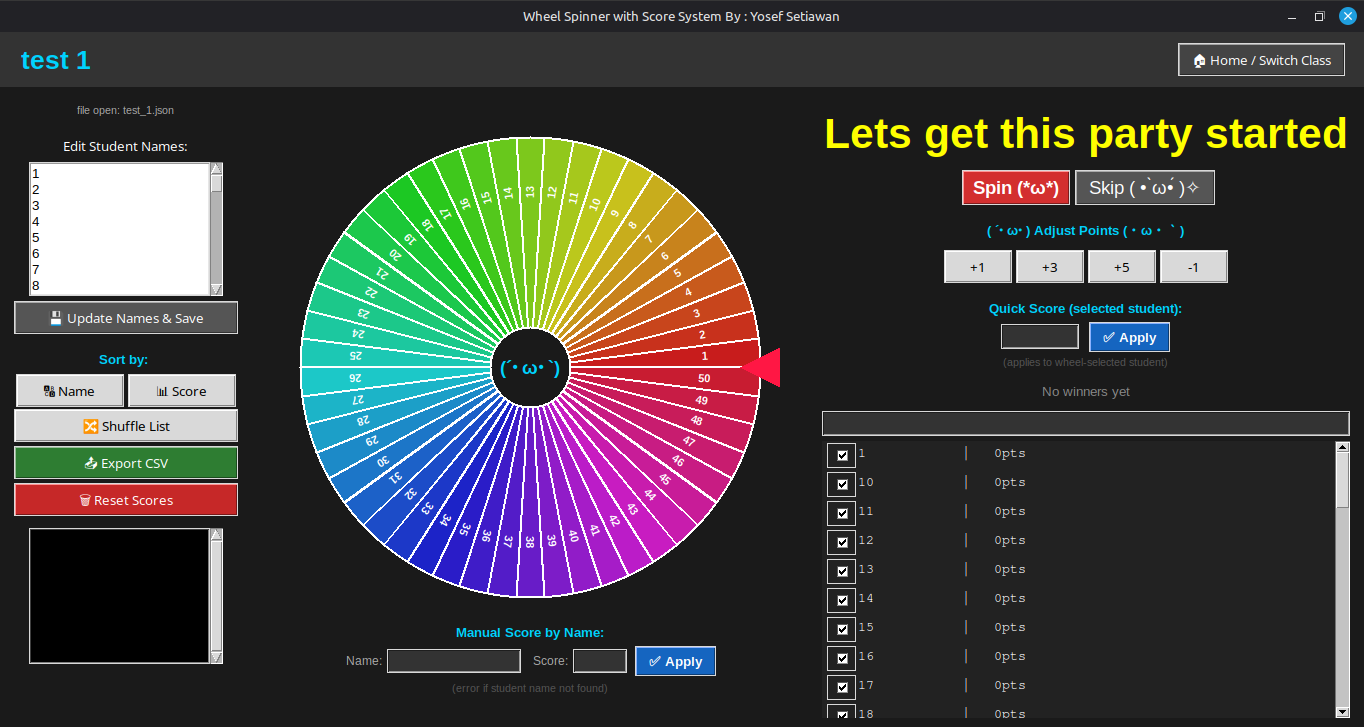 Wheel Spinner with Score System By : Yosef Setiawan
test 1
🏠 Home / Switch Class
file open: test_1.json
Edit Student Names:
1
2
3
4
5
6
7
8
💾 Update Names & Save
Sort by:
🔠 Name
📊 Score
🔀 Shuffle List
📤 Export CSV
🗑 Reset Scores
1
2
3
4
5
6
7
8
9
10
11
12
13
14
15
16
17
18
19
20
21
22
23
24
25
26
27
28
29
30
31
32
33
34
35
36
37
38
39
40
41
42
43
44
45
46
47
48
49
50
(´• ω• `)
Manual Score by Name:
Name:
Score:
✅ Apply
(error if student name not found)
Lets get this party started
Spin (*ω*)
Skip ( •̀ ω•́ )✧
( ´• ω• ) Adjust Points ( • ω • ` )
+1
+3
+5
-1
Quick Score (selected student):
✅ Apply
(applies to wheel-selected student)
No winners yet
1 | 0pts
10 | 0pts
11 | 0pts
12 | 0pts
13 | 0pts
14 | 0pts
15 | 0pts
16 | 0pts
17 | 0pts
18 | 0pts